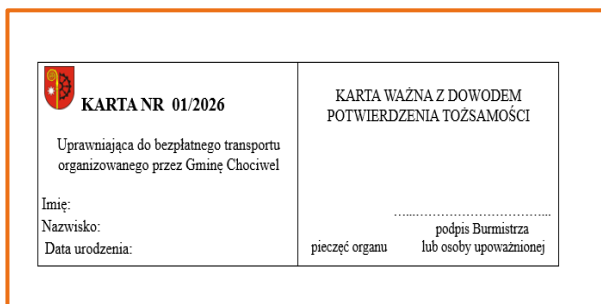 KARTA NR 01/2026
Uprawniająca do bezpłatnego transportu
organizowanego przez Gminę Chociwel
Imię:
Nazwisko:
Data urodzenia:
KARTA WAŻNA Z DOWODEM
POTWIERDZENIA TOŻSAMOŚCI
…...…………………………...
podpis Burmistrza
pieczęć organu lub osoby upoważnionej